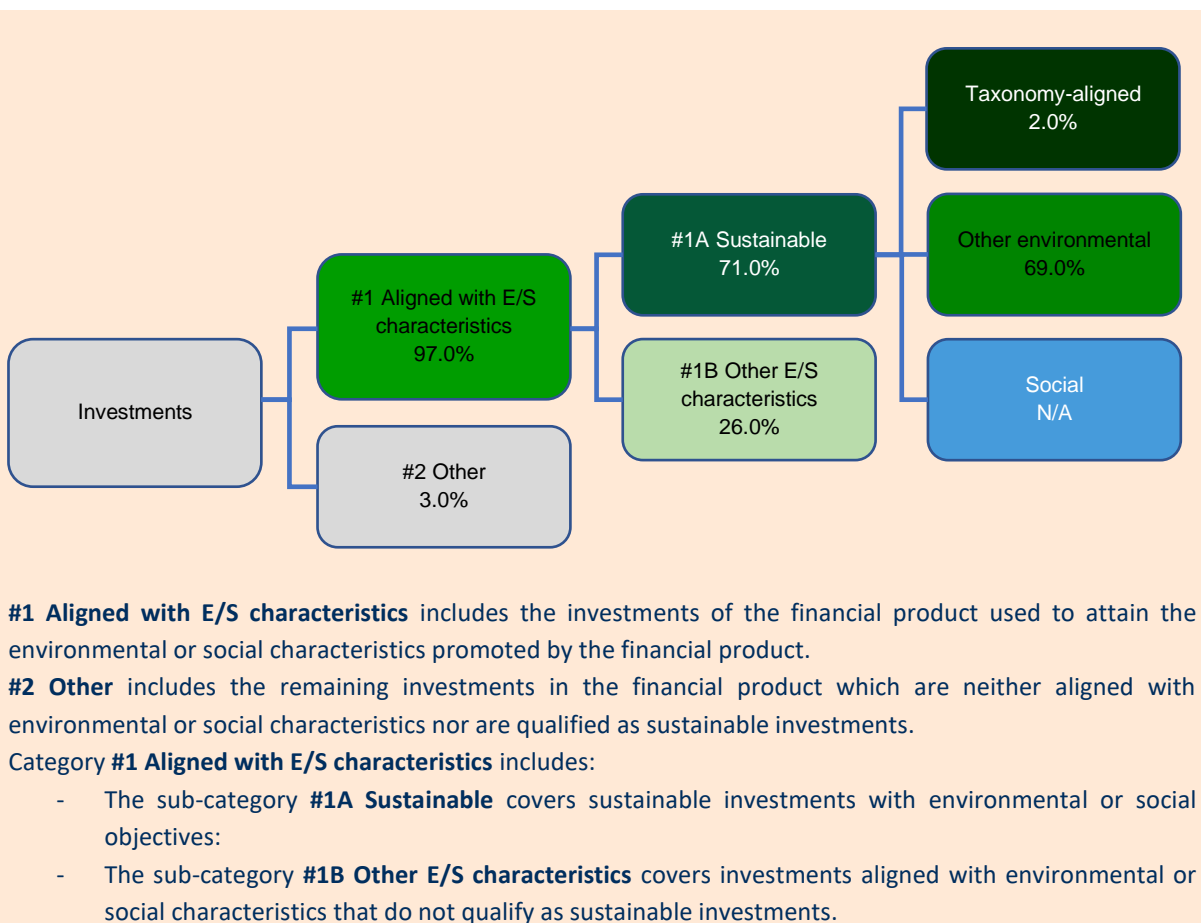 Taxonomy-aligned
2.0%
#1A Sustainable
71.0%
Other environmental
69.0%
#1 Aligned with E/S
characteristics
97.0%
#1B Other E/S
characteristics
26.0%
Social
N/A
Investments
#2 Other
3.0%
#1 Aligned with E/S characteristics includes the investments of the financial product used to attain the
environmental or social characteristics promoted by the financial product.
#2 Other includes the remaining investments in the financial product which are neither aligned with
environmental or social characteristics nor are qualified as sustainable investments.
Category #1 Aligned with E/S characteristics includes:
- The sub-category #1A Sustainable covers sustainable investments with environmental or social
objectives:
- The sub-category #1B Other E/S characteristics covers investments aligned with environmental or
social characteristics that do not qualify as sustainable investments.